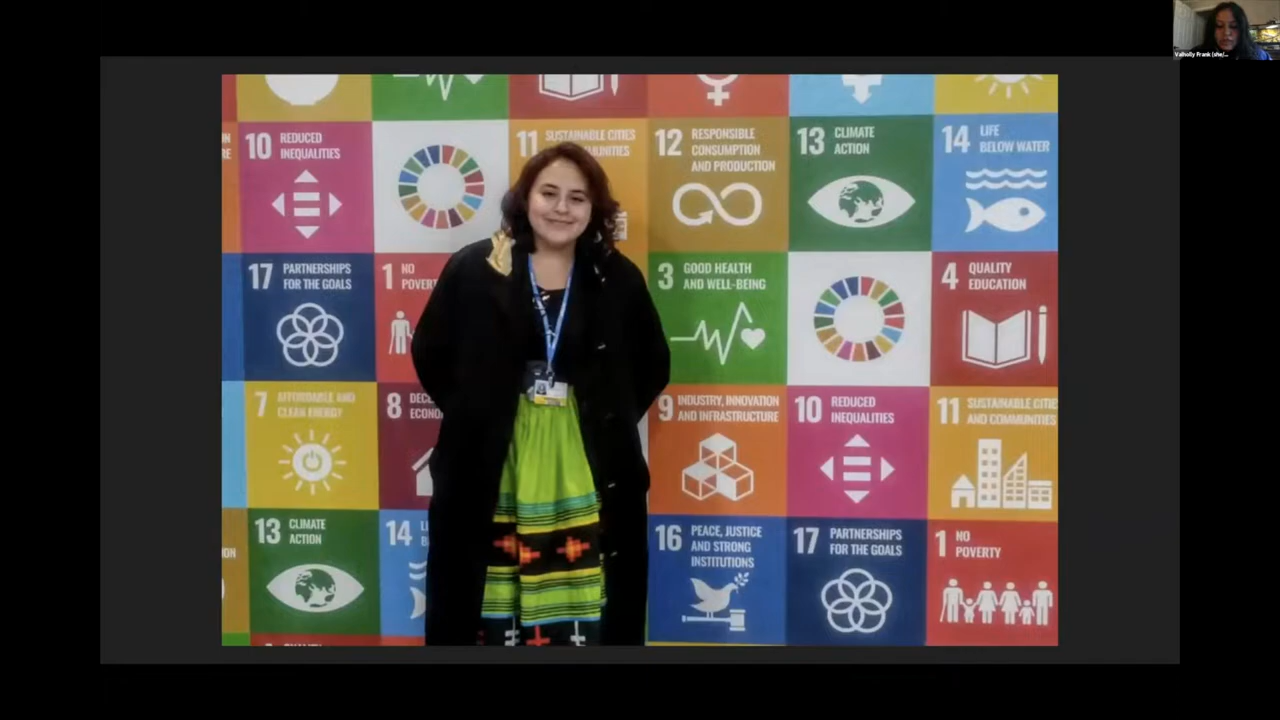 Valholly Frank (she/...
10 REDUCED
INEQUALITIES
11 SUSTAINABLE CITIES
12 RESPONSIBLE
CONSUMPTION
AND PRODUCTION
13 CLIMATE
ACTION
14 LIFE
BELOW WATER
17 PARTNERSHIPS
FOR THE GOALS
1 NO
3 GOOD HEALTH
AND WELL-BEING
4 QUALITY
EDUCATION
7 AFFORDABLE AND
CLEAN ENERGY
8
9 INDUSTRY, INNOVATION
AND INFRASTRUCTURE
10 REDUCED
INEQUALITIES
11 SUSTAINABLE CITIES
AND COMMUNITIES
13 CLIMATE
ACTION
14
16 PEACE, JUSTICE
AND STRONG
INSTITUTIONS
17 PARTNERSHIPS
FOR THE GOALS
1 NO
POVERTY